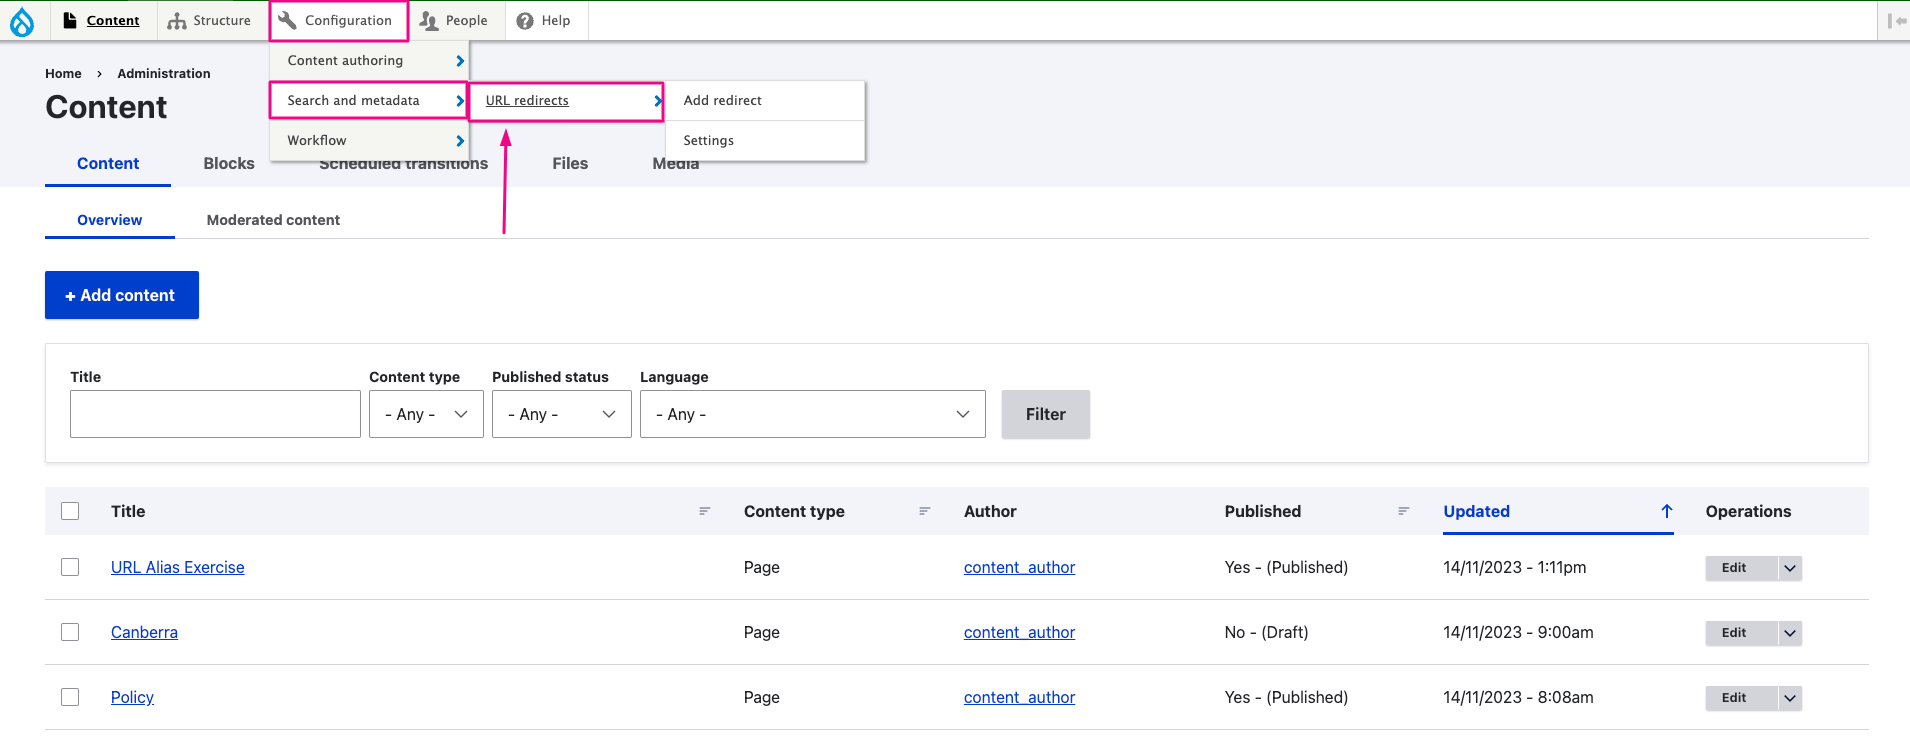 Content Structure Configuration People Help
Content authoring
Home › Administration
Search and metadata URL redirects Add redirect
Content
Workflow Settings
Content Blocks Scheduled transitions Files Media
Overview Moderated content
+ Add content
Title Content type Published status Language
- Any - - Any - - Any - Filter
Title Content type Author Published Updated Operations
URL Alias Exercise Page content_author Yes - (Published) 14/11/2023 - 1:11pm Edit
Canberra Page content_author No - (Draft) 14/11/2023 - 9:00am Edit
Policy Page content_author Yes - (Published) 14/11/2023 - 8:08am Edit